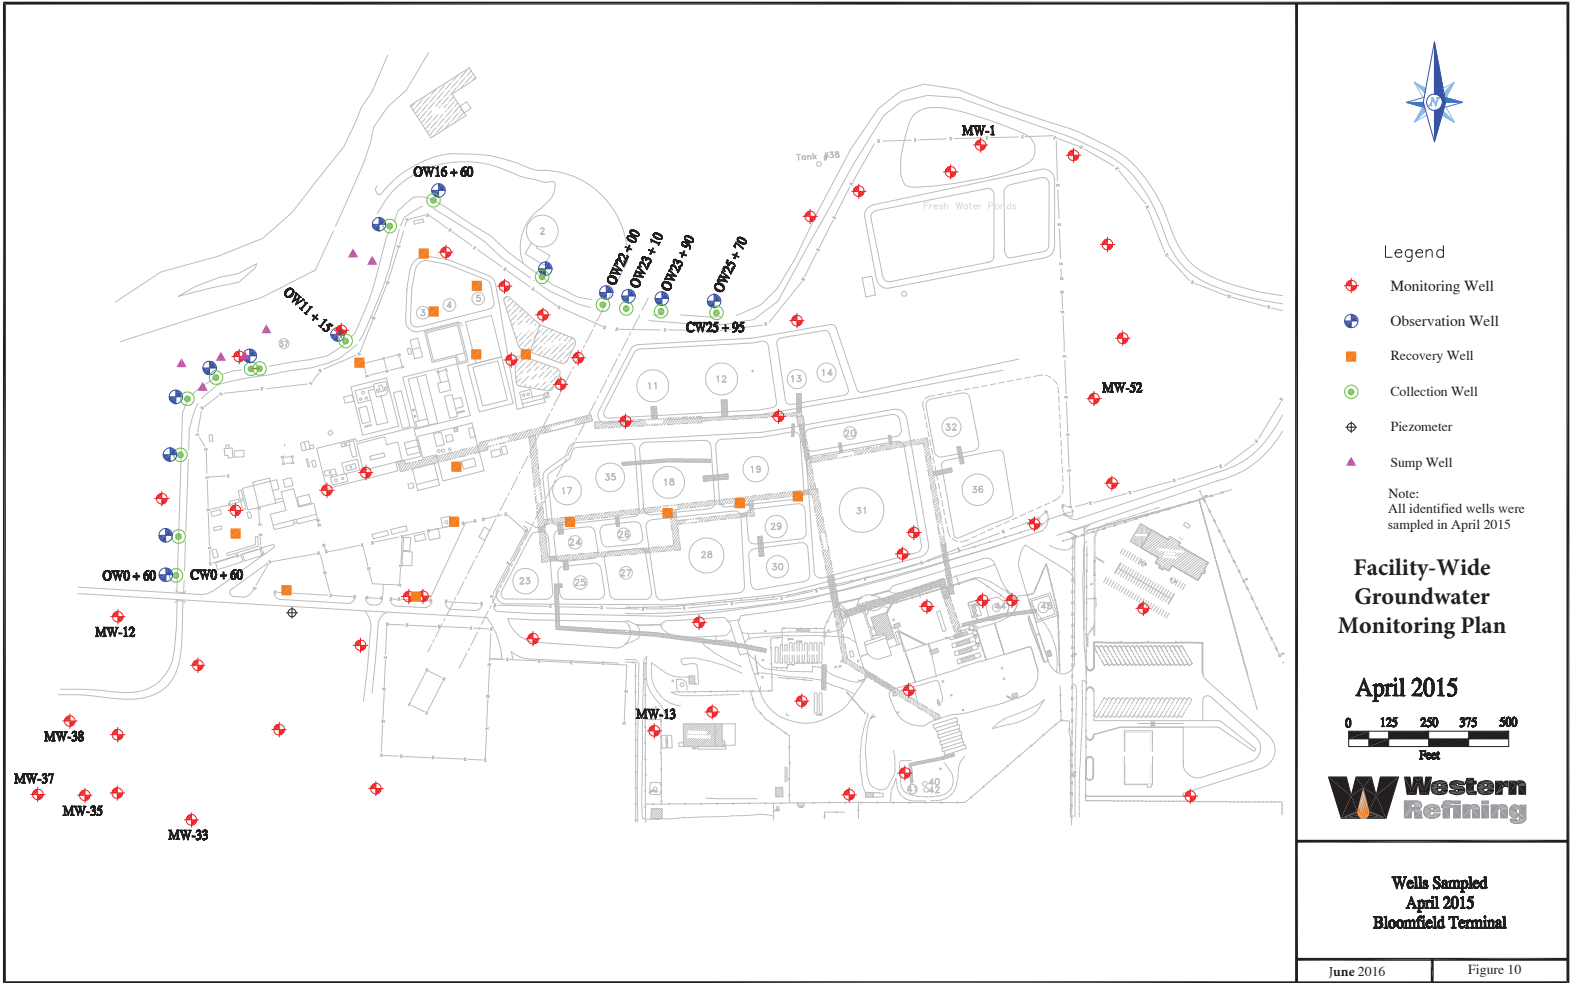 MW-1
Tank #38
OW16 + 60
Fresh Water Ponds
2
OW22 + 00
OW23 + 10
OW23 + 90
OW25 + 70
3
4
5
OW11 + 15
CW25 + 95
37
11
12
13
14
MW-52
20
32
35
18
19
17
36
31
24
26
29
28
30
23
25
27
OW0 + 60
CW0 + 60
44
45
MW-12
MW-13
MW-38
MW-37
MW-35
MW-33
40
41
42
N
Legend
Monitoring Well
Observation Well
Recovery Well
Collection Well
Piezometer
Sump Well
Note:
All identified wells were
sampled in April 2015
Facility-Wide
Groundwater
Monitoring Plan
April 2015
0 125 250 375 500
Feet
Western
Refining
Wells Sampled
April 2015
Bloomfield Terminal
June 2016
Figure 10